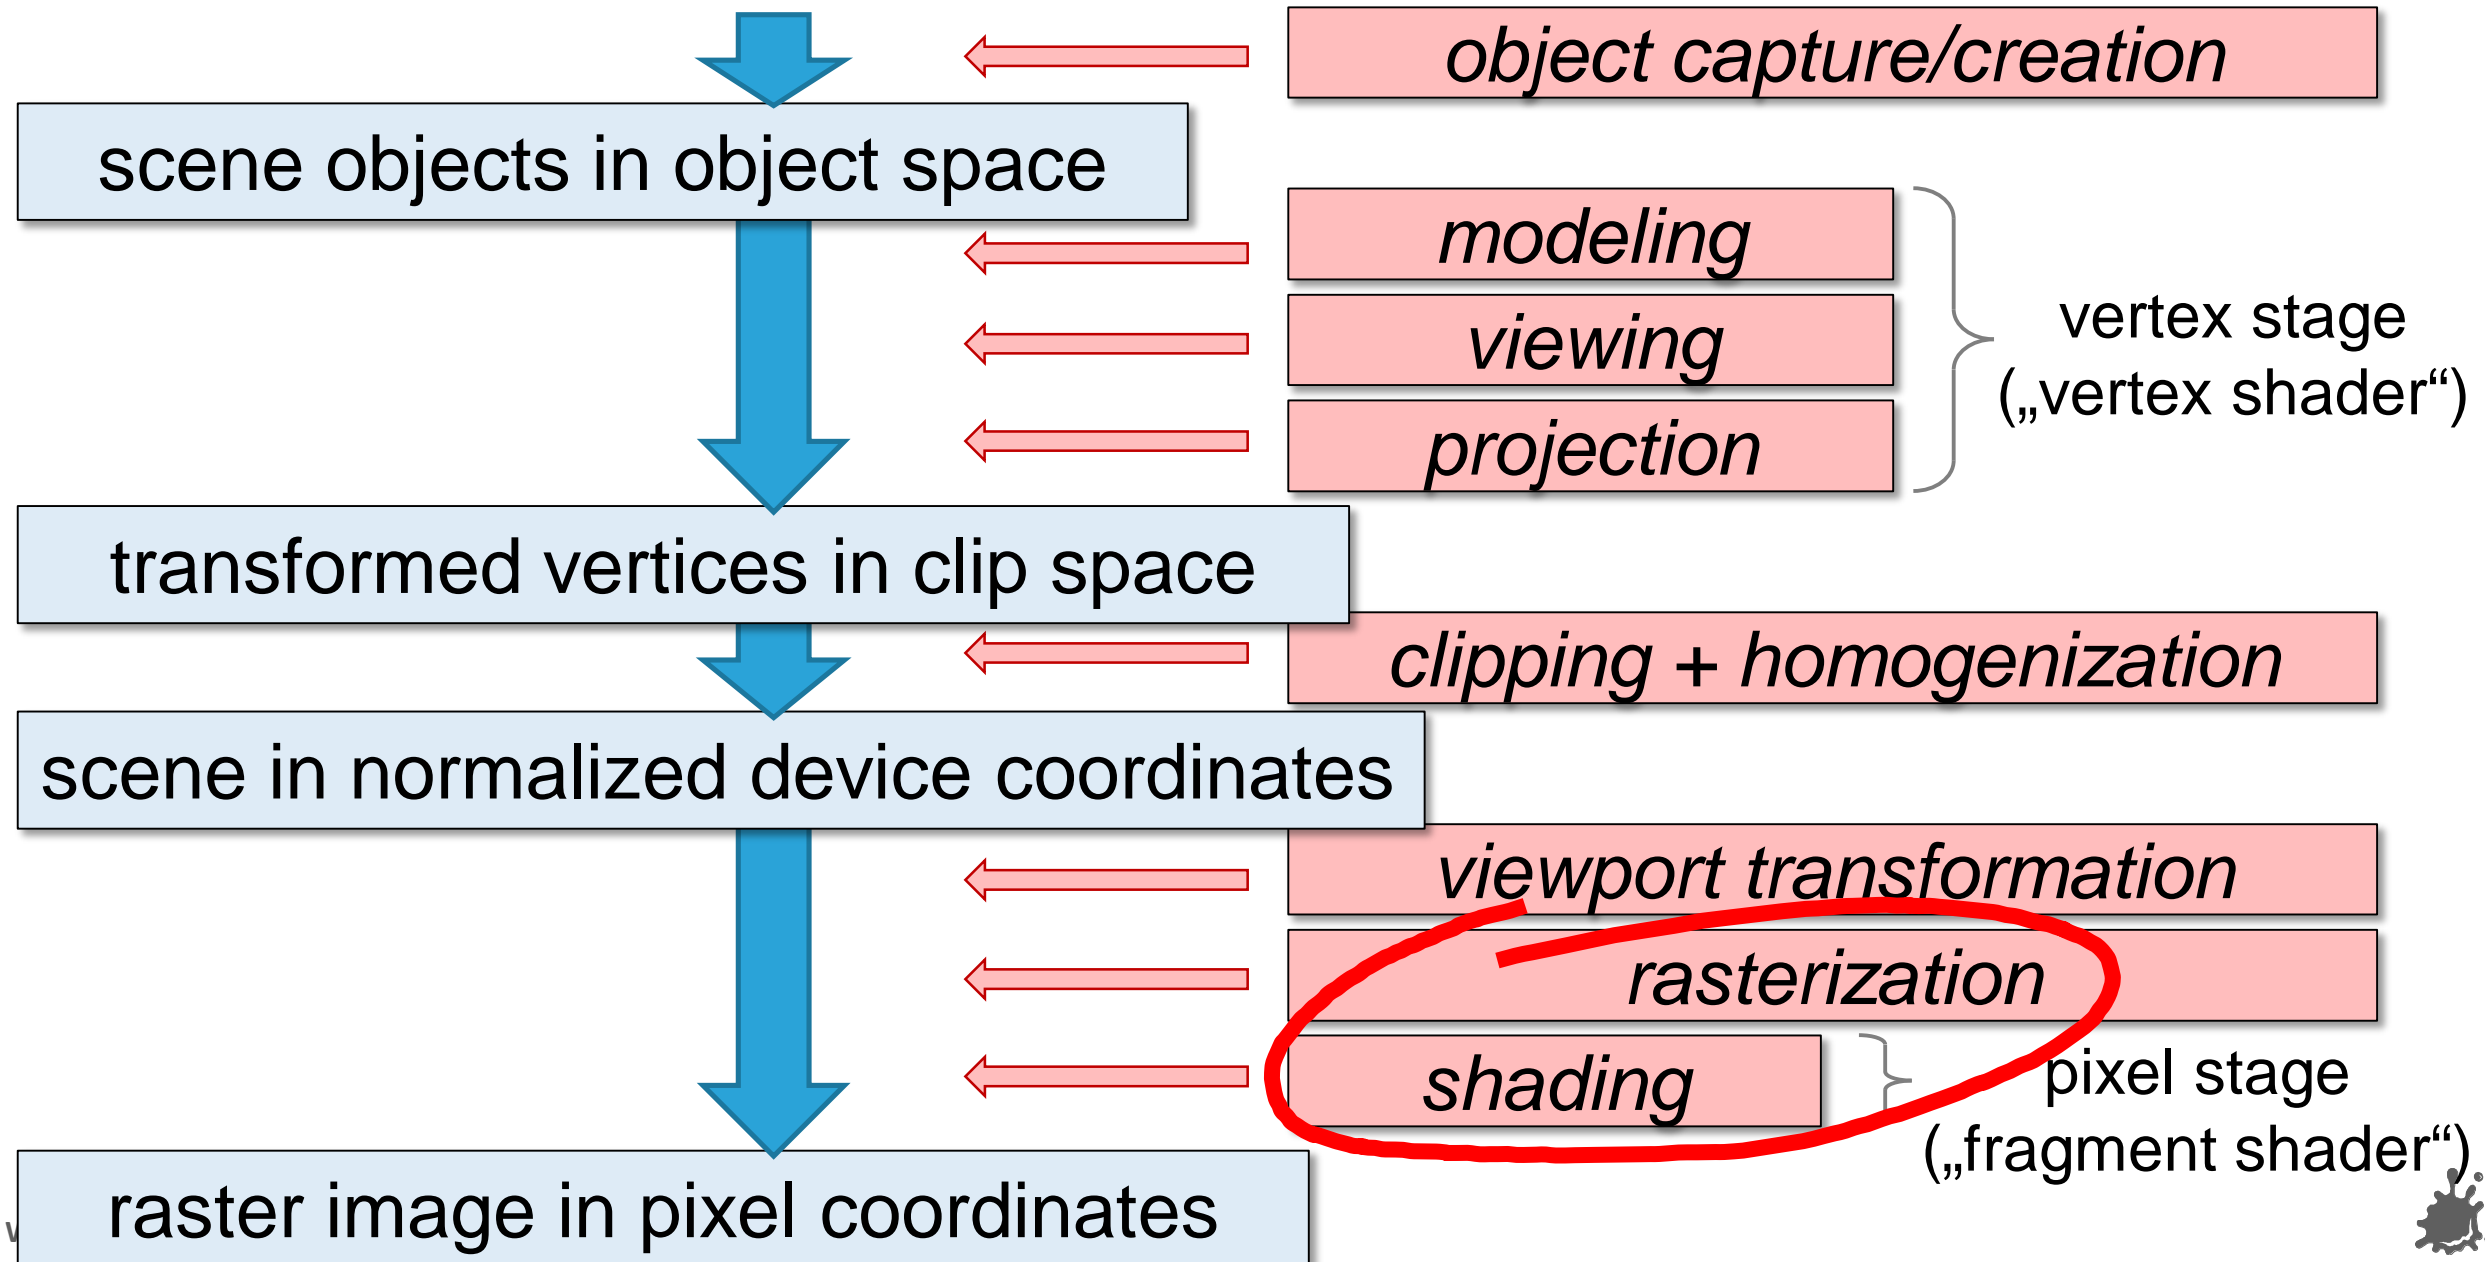 object capture/creation
scene objects in object space
modeling
viewing
projection
vertex stage
(„vertex shader“)
transformed vertices in clip space
clipping + homogenization
scene in normalized device coordinates
viewport transformation
rasterization
shading
pixel stage
(„fragment shader“)
raster image in pixel coordinates